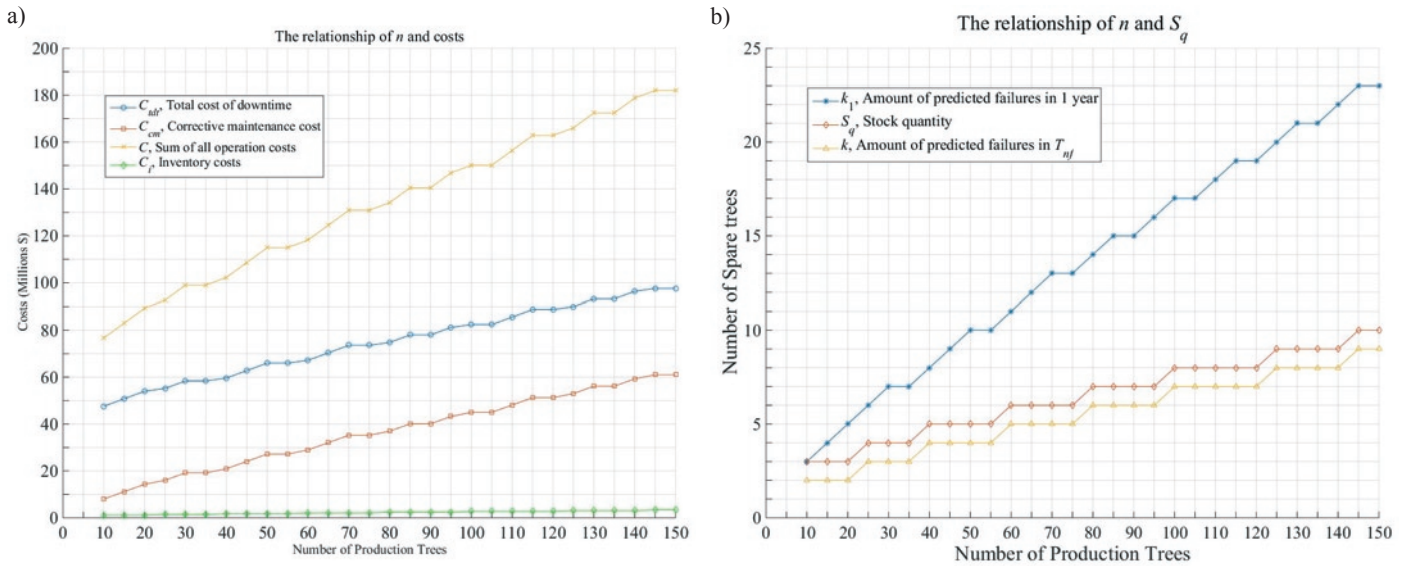 a)
The relationship of n and costs
200
180
160
140
120
100
80
60
40
20
0
Costs (Millions $)
C_tdt, Total cost of downtime
C_cm, Corrective maintenance cost
C, Sum of all operation costs
C_i, Inventory costs
0 10 20 30 40 50 60 70 80 90 100 110 120 130 140 150
Number of Production Trees
b)
The relationship of n and S_q
25
20
15
10
5
0
Number of Spare trees
k_1, Amount of predicted failures in 1 year
S_q, Stock quantity
k, Amount of predicted failures in T_nf
0 10 20 30 40 50 60 70 80 90 100 110 120 130 140 150
Number of Production Trees